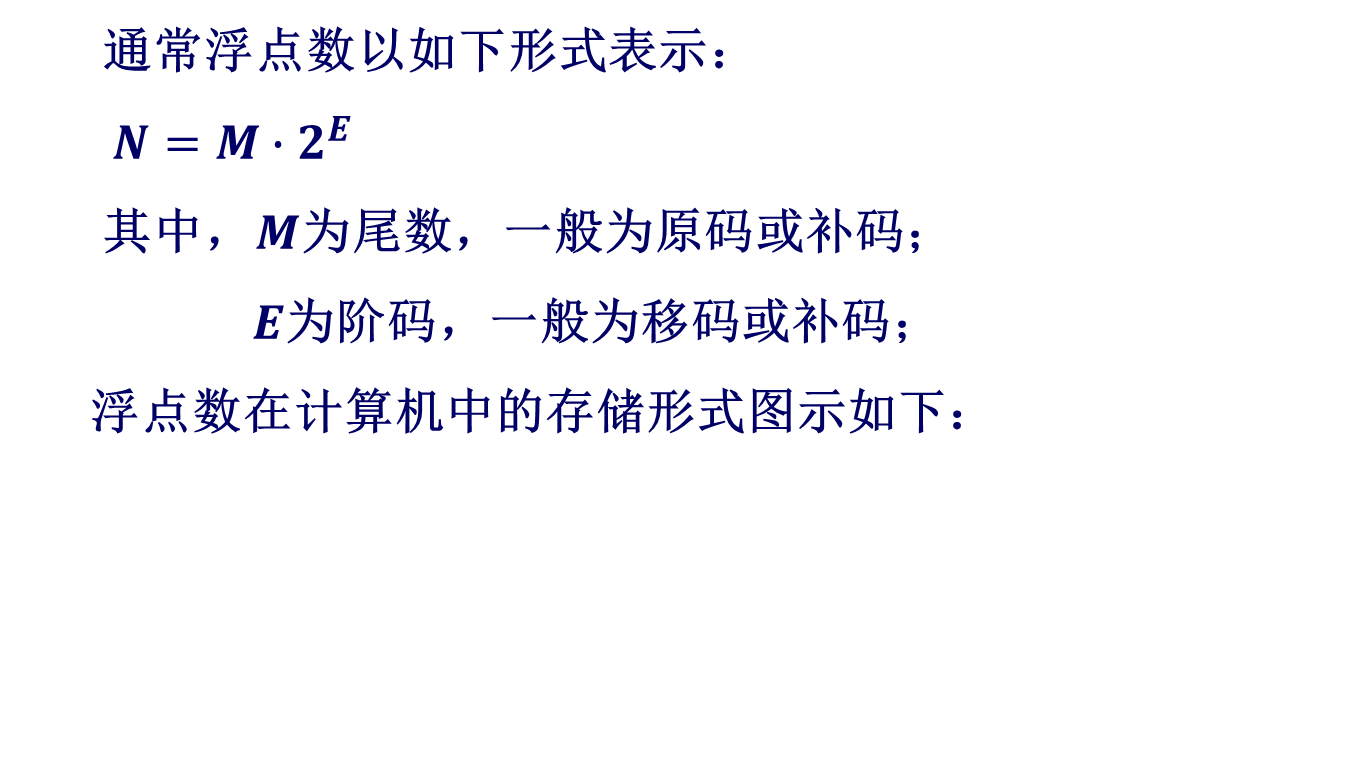 通常浮点数以如下形式表示：
N = M · 2^E
其中，M为尾数，一般为原码或补码；
E为阶码，一般为移码或补码；
浮点数在计算机中的存储形式图示如下：